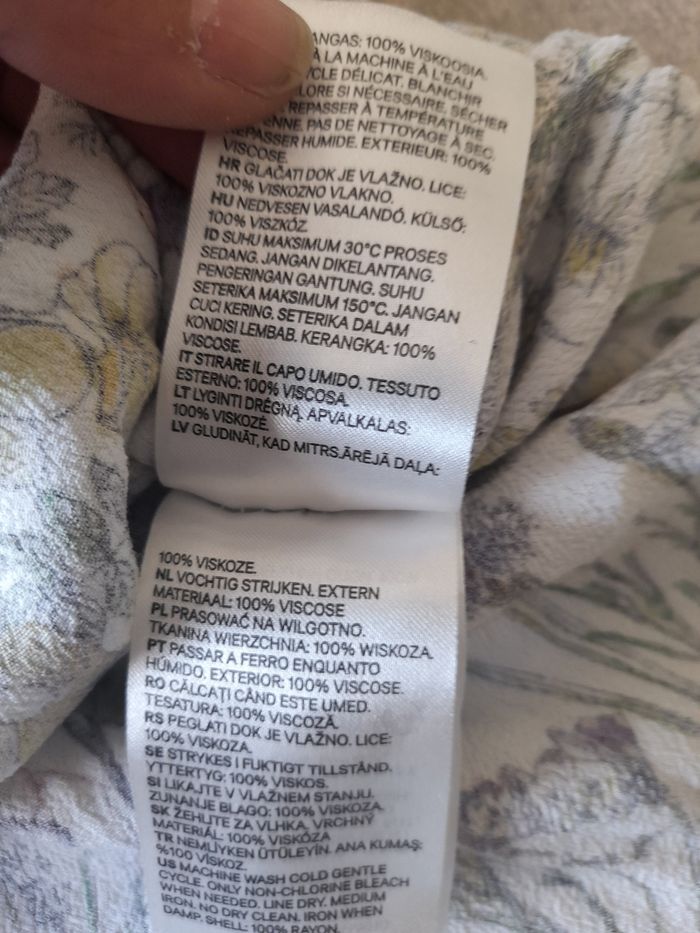 ANGAS: 100% VISKOOSIA.
À LA MACHINE À L'EAU
CYCLE DÉLICAT. BLANCHIR
LORE SI NÉCESSAIRE. SÉCHER
REPASSER À TEMPÉRATURE
ENNE. PAS DE NETTOYAGE À SEC.
REPASSER HUMIDE. EXTERIEUR: 100%
VISCOSE.
HR GLAČATI DOK JE VLAŽNO. LICE:
100% VISKOZNO VLAKNO.
HU NEDVESEN VASALANDÓ. KÜLSŐ:
100% VISZKÓZ.
ID SUHU MAKSIMUM 30°C PROSES
SEDANG. JANGAN DIKELANTANG.
PENGERINGAN GANTUNG. SUHU
SETERIKA MAKSIMUM 150°C. JANGAN
CUCI KERING. SETERIKA DALAM
KONDISI LEMBAB. KERANGKA: 100%
VISCOSE.
IT STIRARE IL CAPO UMIDO. TESSUTO
ESTERNO: 100% VISCOSA.
LT LYGINTI DRĖGNĄ. APVALKALAS:
100% VISKOZĖ.
LV GLUDINĀT, KAD MITRS.ĀRĒJĀ DAĻA:
100% VISKOZE.
NL VOCHTIG STRIJKEN. EXTERN
MATERIAAL: 100% VISCOSE
PL PRASOWAĆ NA WILGOTNO.
TKANINA WIERZCHNIA: 100% WISKOZA.
PT PASSAR A FERRO ENQUANTO
HÚMIDO. EXTERIOR: 100% VISCOSE.
RO CĂLCAȚI CÂND ESTE UMED.
TESATURA: 100% VISCOZĂ.
RS PEGLATI DOK JE VLAŽNO. LICE:
100% VISKOZA.
SE STRYKES I FUKTIGT TILLSTÅND.
YTTERTYG: 100% VISKOS.
SI LIKAJTE V VLAŽNEM STANJU.
ZUNANJE BLAGO: 100% VISKOZA.
SK ŽEHLITE ZA VLHKA. VRCHNÝ
MATERIÁL: 100% VISKÓZA
TR NEMLİYKEN ÜTÜLEYİN. ANA KUMAŞ:
%100 VİSKOZ.
US MACHINE WASH COLD GENTLE
CYCLE. ONLY NON-CHLORINE BLEACH
WHEN NEEDED. LINE DRY. MEDIUM
IRON. NO DRY CLEAN. IRON WHEN
DAMP. SHELL: 100% RAYON.